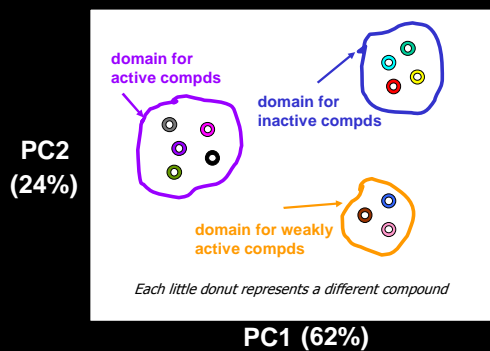 domain for
active compds
domain for
inactive compds
PC2
(24%)
domain for weakly
active compds
Each little donut represents a different compound
PC1 (62%)